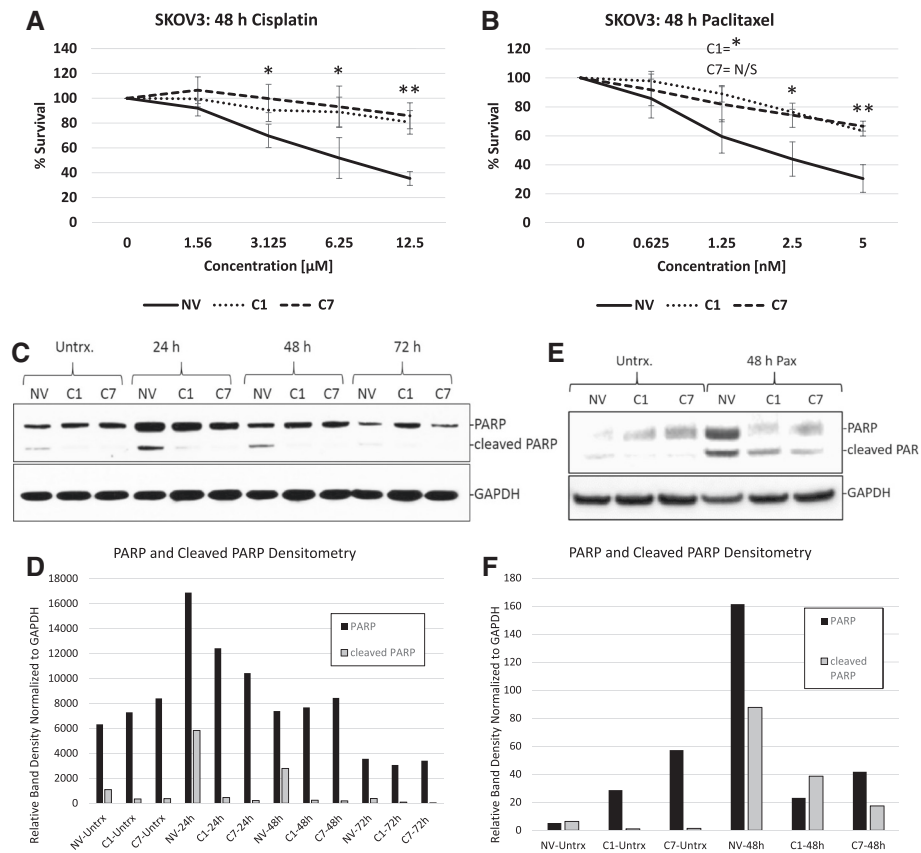 A
SKOV3: 48 h Cisplatin
% Survival
140
120
100
80
60
40
20
0
* * **
0 1.56 3.125 6.25 12.5
Concentration [µM]
NV C1 C7
B
SKOV3: 48 h Paclitaxel
% Survival
120
100
80
60
40
20
0
C1= *
C7= N/S
* **
0 0.625 1.25 2.5 5
Concentration [nM]
NV C1 C7
C
Untrx. 24 h 48 h 72 h
NV C1 C7 NV C1 C7 NV C1 C7 NV C1 C7
-PARP
-cleaved PARP
-GAPDH
E
Untrx. 48 h Pax
NV C1 C7 NV C1 C7
-PARP
-cleaved PAR
-GAPDH
D
PARP and Cleaved PARP Densitometry
Relative Band Density Normalized to GAPDH
18000
16000
14000
12000
10000
8000
6000
4000
2000
0
PARP
cleaved PARP
NV-Untrx C1-Untrx C7-Untrx NV-24h C1-24h C7-24h NV-48h C1-48h C7-48h NV-72h C1-72h C7-72h
F
PARP and Cleaved PARP Densitometry
Relative Band Density Normalized to GAPDH
180
160
140
120
100
80
60
40
20
0
PARP
cleaved
PARP
NV-Untrx C1-Untrx C7-Untrx NV-48h C1-48h C7-48h